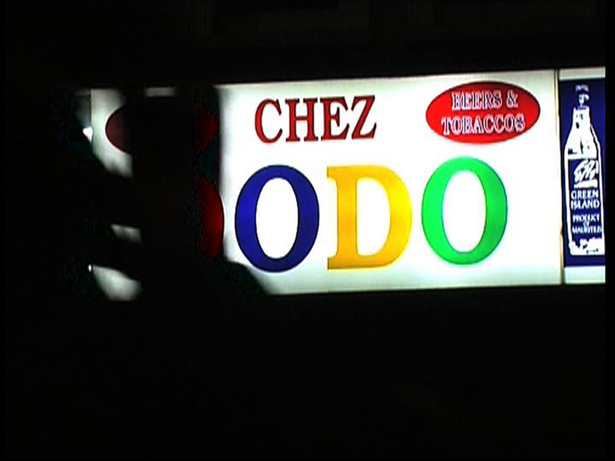 CHEZ
BEERS &
TOBACCOS
ODO
GREEN
ISLAND
PRODUCT
OF
MAURITIUS